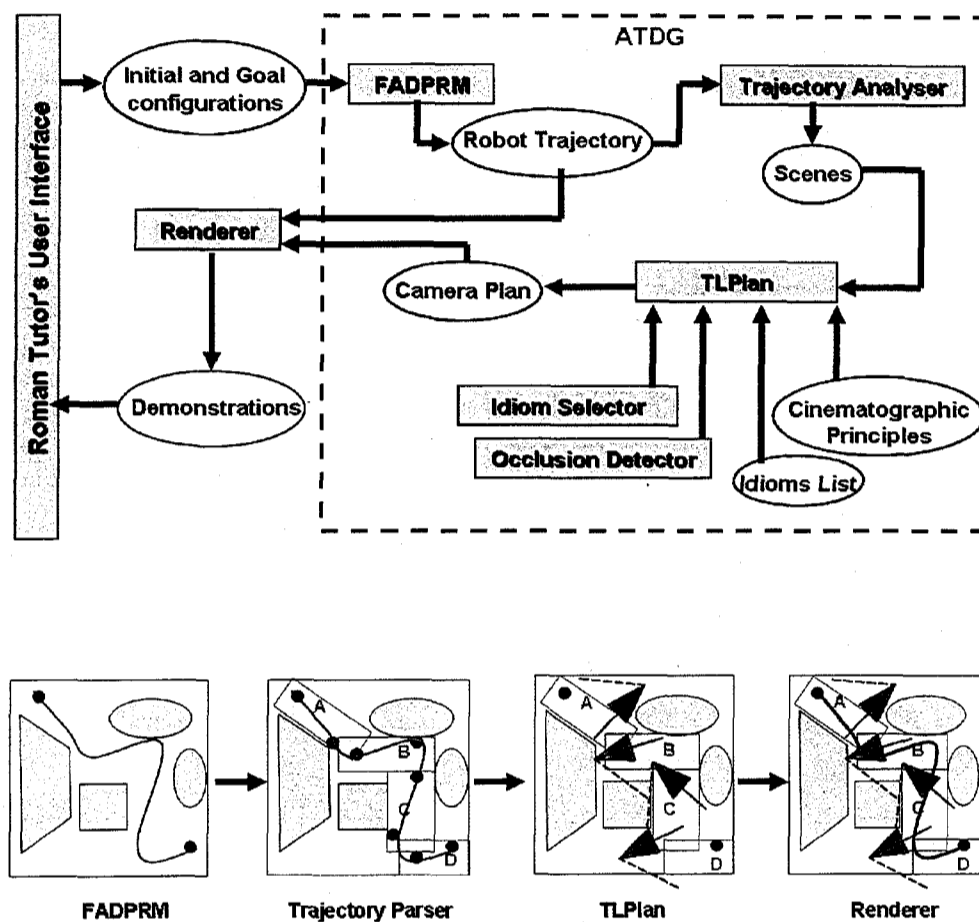 ATDG
Roman Tutor's User Interface
Initial and Goal
configurations
FADPRM
Trajectory Analyser
Robot Trajectory
Scenes
Renderer
TLPlan
Camera Plan
Demonstrations
Idiom Selector
Cinematographic
Principles
Occlusion Detector
Idioms List
A
B
C
D
A
B
C
D
A
B
C
D
FADPRM
Trajectory Parser
TLPlan
Renderer